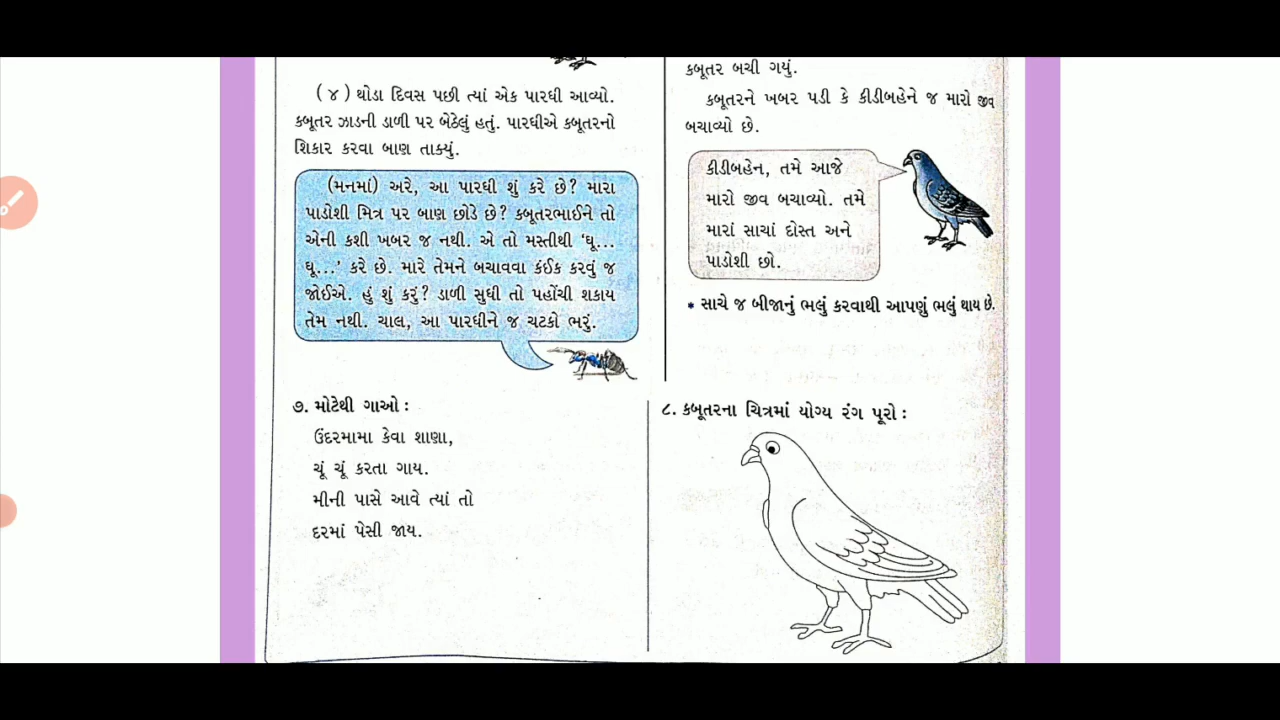 (૪) થોડા દિવસ પછી ત્યાં એક પારધી આવ્યો.
કબૂતર ઝાડની ડાળી પર બેઠેલું હતું. પારધીએ કબૂતરનો
શિકાર કરવા બાણ તાક્યું.
(મનમાં) અરે, આ પારધી શું કરે છે? મારા
પાડોશી મિત્ર પર બાણ છોડે છે? કબૂતરભાઈને તો
એની કશી ખબર જ નથી. એ તો મસ્તીથી ‘ઘૂ...
ઘૂ...’ કરે છે. મારે તેમને બચાવવા કંઈક કરવું જ
જોઈએ. હું શું કરું? ડાળી સુધી તો પહોંચી શકાય
તેમ નથી. ચાલ, આ પારધીને જ ચટકો ભરું.
કબૂતર બચી ગયું.
કબૂતરને ખબર પડી કે કીડીબહેને જ મારો જીવ
બચાવ્યો છે.
કીડીબહેન, તમે આજે
મારો જીવ બચાવ્યો. તમે
મારાં સાચાં દોસ્ત અને
પાડોશી છો.
* સાચે જ બીજાનું ભલું કરવાથી આપણું ભલું થાય છે.
૭. મોટેથી ગાઓ :
ઉંદરમામા કેવા શાણા,
ચૂં ચૂં કરતા ગાય.
મીની પાસે આવે ત્યાં તો
દરમાં પેસી જાય.
૮. કબૂતરના ચિત્રમાં યોગ્ય રંગ પૂરો :